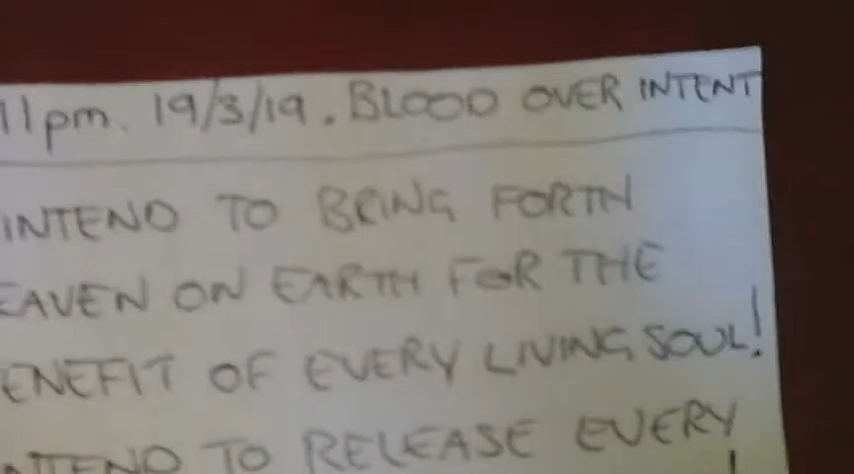 11pm. 19/3/19. BLOOD OVER INTENT
INTEND TO BRING FORTH
EAVEN ON EARTH FOR THE
ENEFIT OF EVERY LIVING SOUL!
NTEND TO RELEASE EVERY